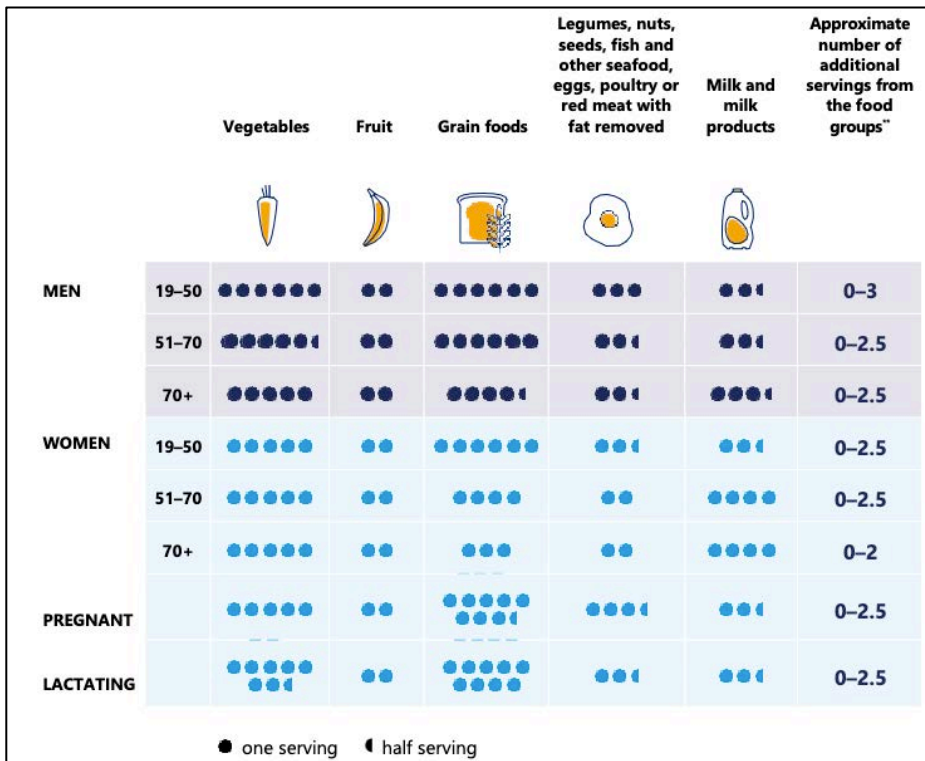 Legumes, nuts,
seeds, fish and
other seafood,
eggs, poultry or
red meat with
fat removed
Approximate
number of
additional
servings from
the food
groups¨
Vegetables
Fruit
Grain foods
Milk and
milk
products
MEN
19–50
0–3
51–70
0–2.5
70+
0–2.5
WOMEN
19–50
0–2.5
51–70
0–2.5
70+
0–2
PREGNANT
0–2.5
LACTATING
0–2.5
one serving
half serving